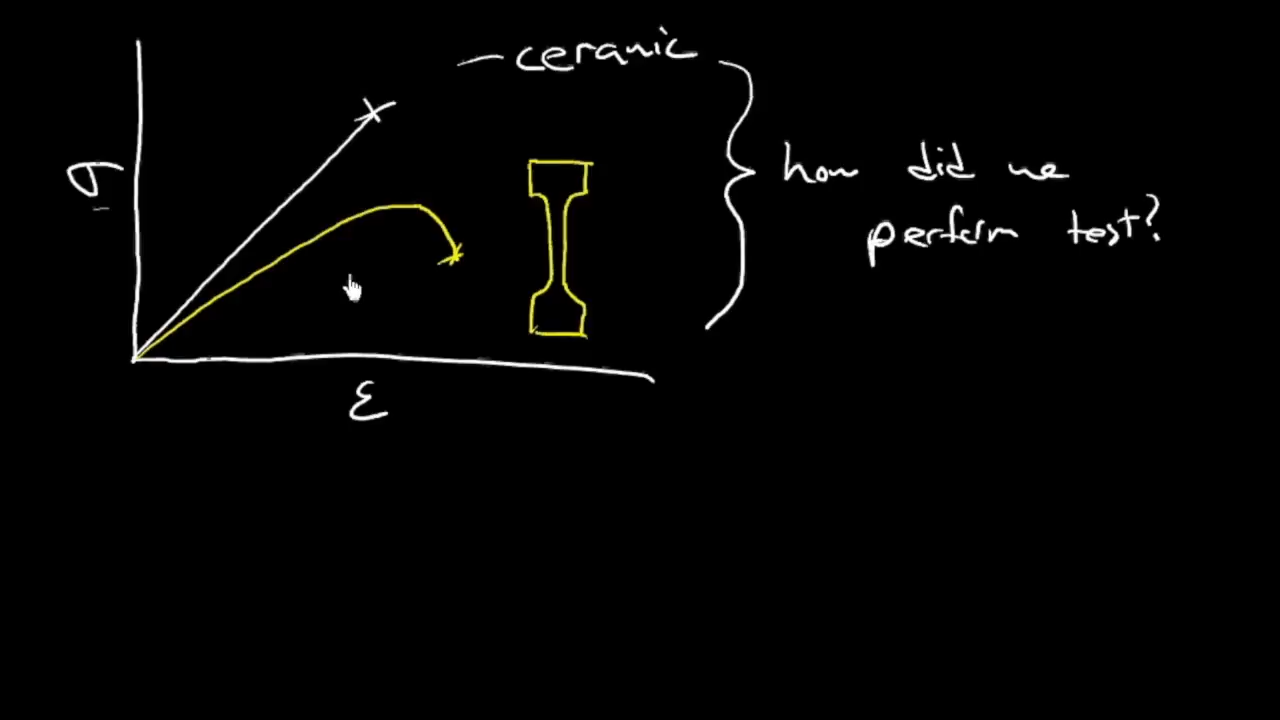 - ceramic
σ
how did we
perform test?
ε